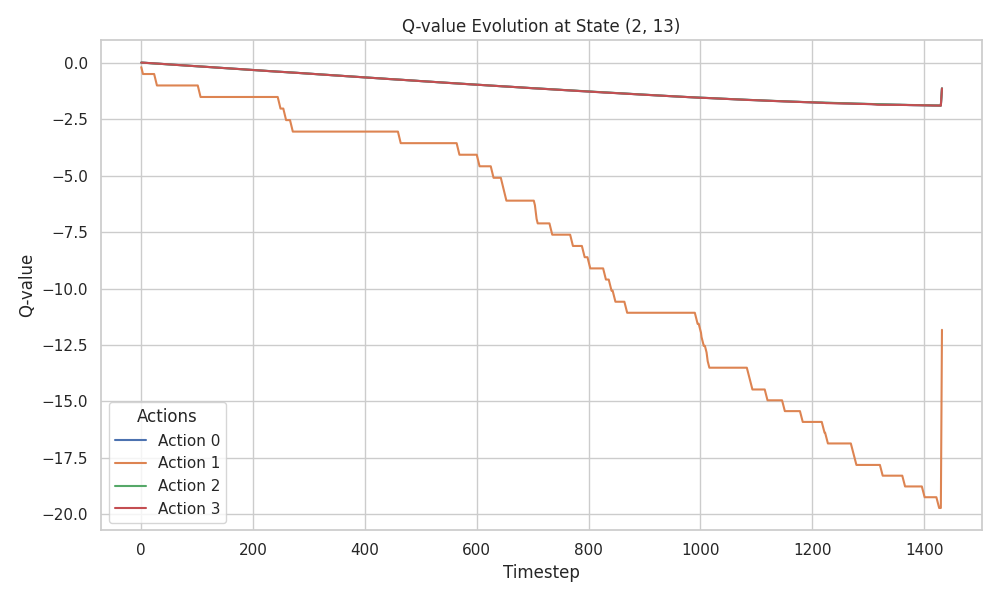 Q-value Evolution at State (2, 13)
Q-value
0.0
−2.5
−5.0
−7.5
−10.0
−12.5
−15.0
−17.5
−20.0
Actions
Action 0
Action 1
Action 2
Action 3
0
200
400
600
800
1000
1200
1400
Timestep